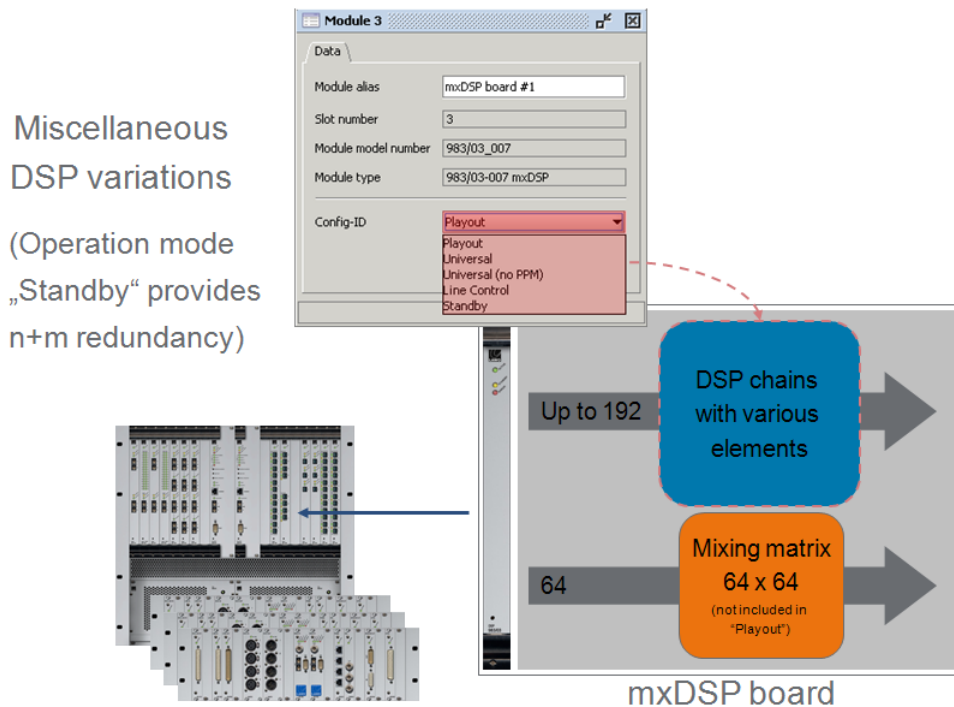 Module 3
Data
Module alias
mxDSP board #1
Slot number
3
Module model number
983/03_007
Module type
983/03-007 mxDSP
Config-ID
Playout
Playout
Universal
Universal (no PPM)
Line Control
Standby
Miscellaneous
DSP variations
(Operation mode
„Standby“ provides
n+m redundancy)
Up to 192
DSP chains
with various
elements
64
Mixing matrix
64 x 64
(not included in
“Playout”)
mxDSP board